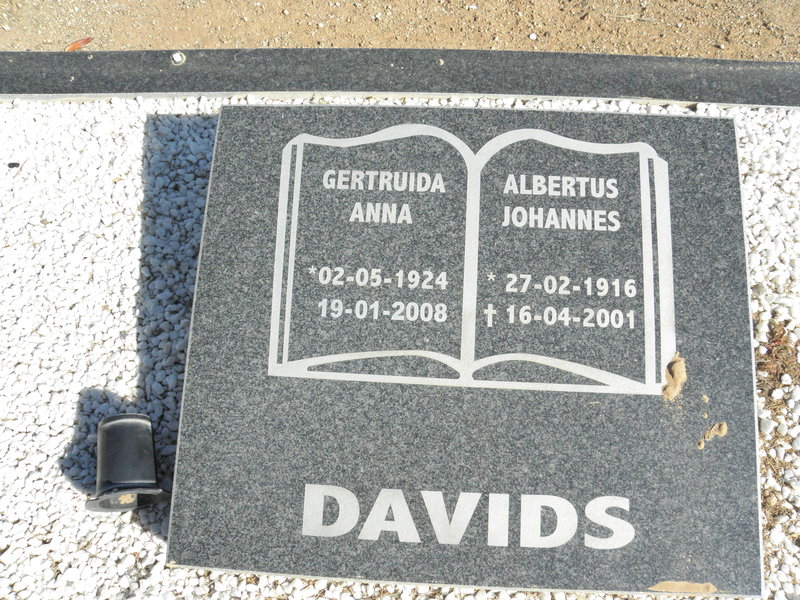 GERTRUIDA
ANNA
*02-05-1924
19-01-2008
ALBERTUS
JOHANNES
* 27-02-1916
† 16-04-2001
DAVIDS